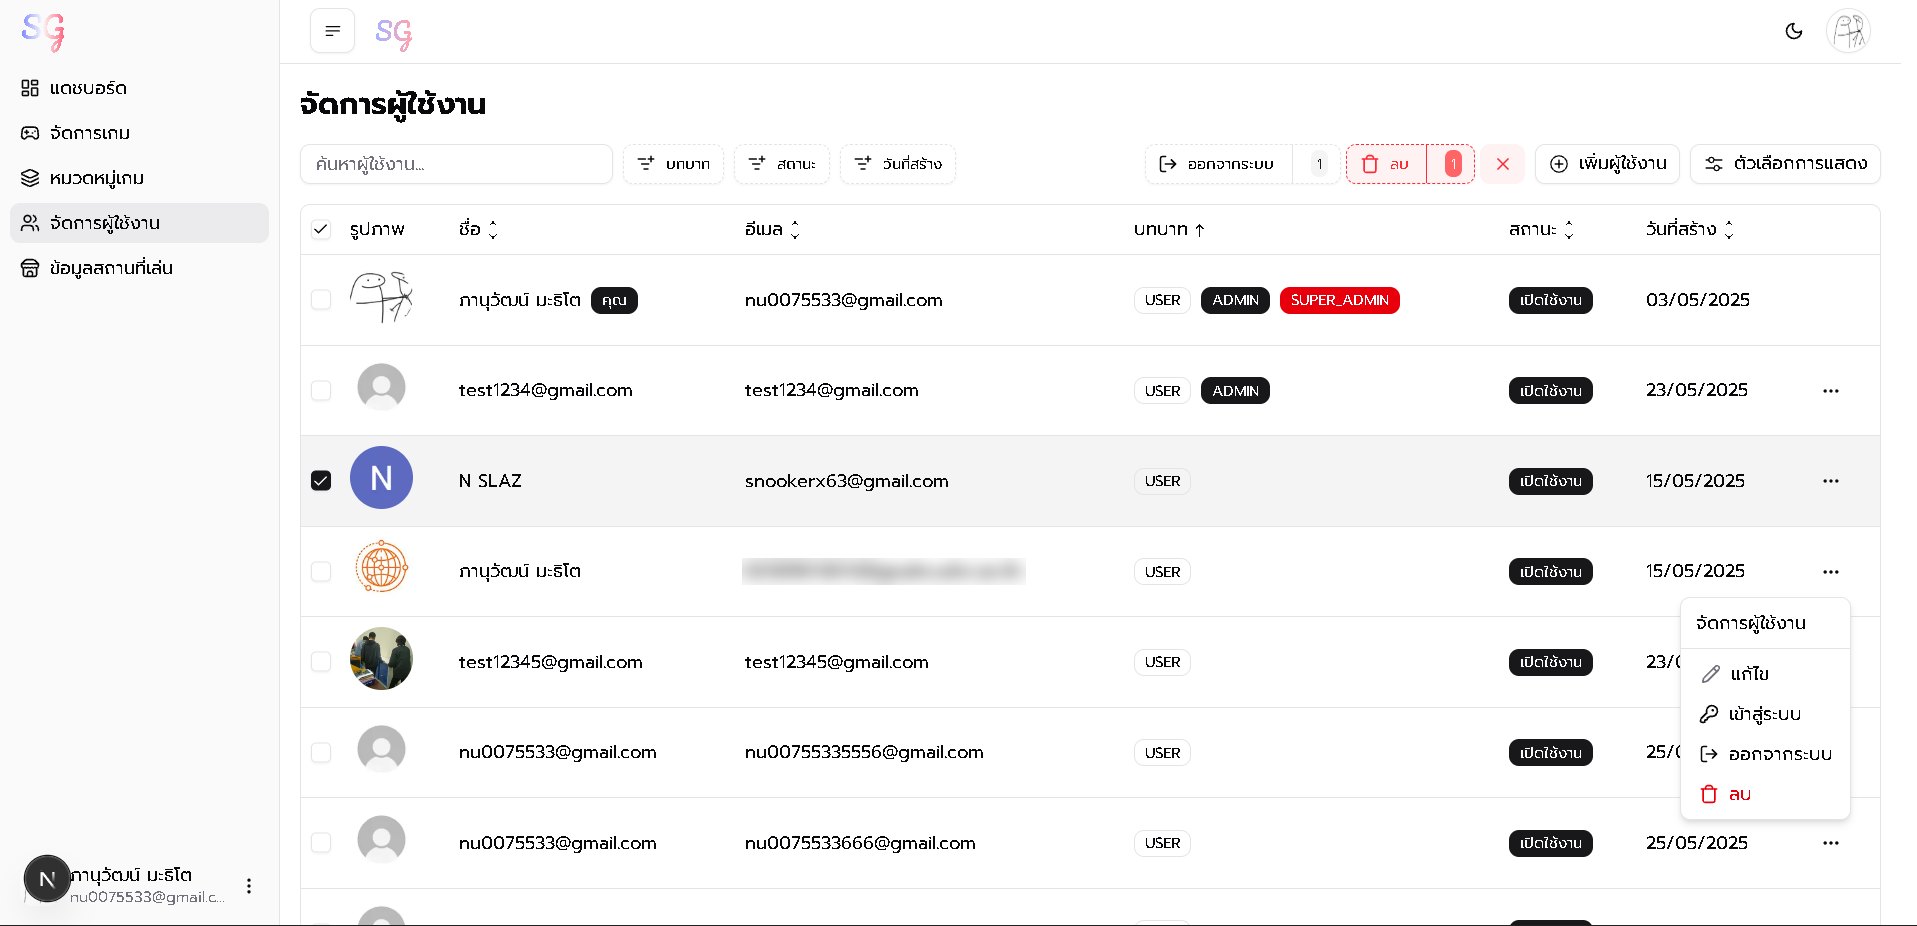 SG
แดชบอร์ด
จัดการเกม
หมวดหมู่เกม
จัดการผู้ใช้งาน
ข้อมูลสถานที่เล่น
N
ภานุวัฒน์ มะธิโต
nu0075533@gmail.c...
SG
จัดการผู้ใช้งาน
ค้นหาผู้ใช้งาน... บทบาท สถานะ วันที่สร้าง ออกจากระบบ 1 ลบ 1 เพิ่มผู้ใช้งาน ตัวเลือกการแสดง
รูปภาพ ชื่อ อีเมล บทบาท สถานะ วันที่สร้าง
ภานุวัฒน์ มะธิโต คุณ nu0075533@gmail.com USER ADMIN SUPER_ADMIN เปิดใช้งาน 03/05/2025
test1234@gmail.com test1234@gmail.com USER ADMIN เปิดใช้งาน 23/05/2025
N N SLAZ snookerx63@gmail.com USER เปิดใช้งาน 15/05/2025
ภานุวัฒน์ มะธิโต USER เปิดใช้งาน 15/05/2025
test12345@gmail.com test12345@gmail.com USER เปิดใช้งาน 23/0
nu0075533@gmail.com nu00755335556@gmail.com USER เปิดใช้งาน 25/0
nu0075533@gmail.com nu0075533666@gmail.com USER เปิดใช้งาน 25/05/2025
จัดการผู้ใช้งาน
แก้ไข
เข้าสู่ระบบ
ออกจากระบบ
ลบ